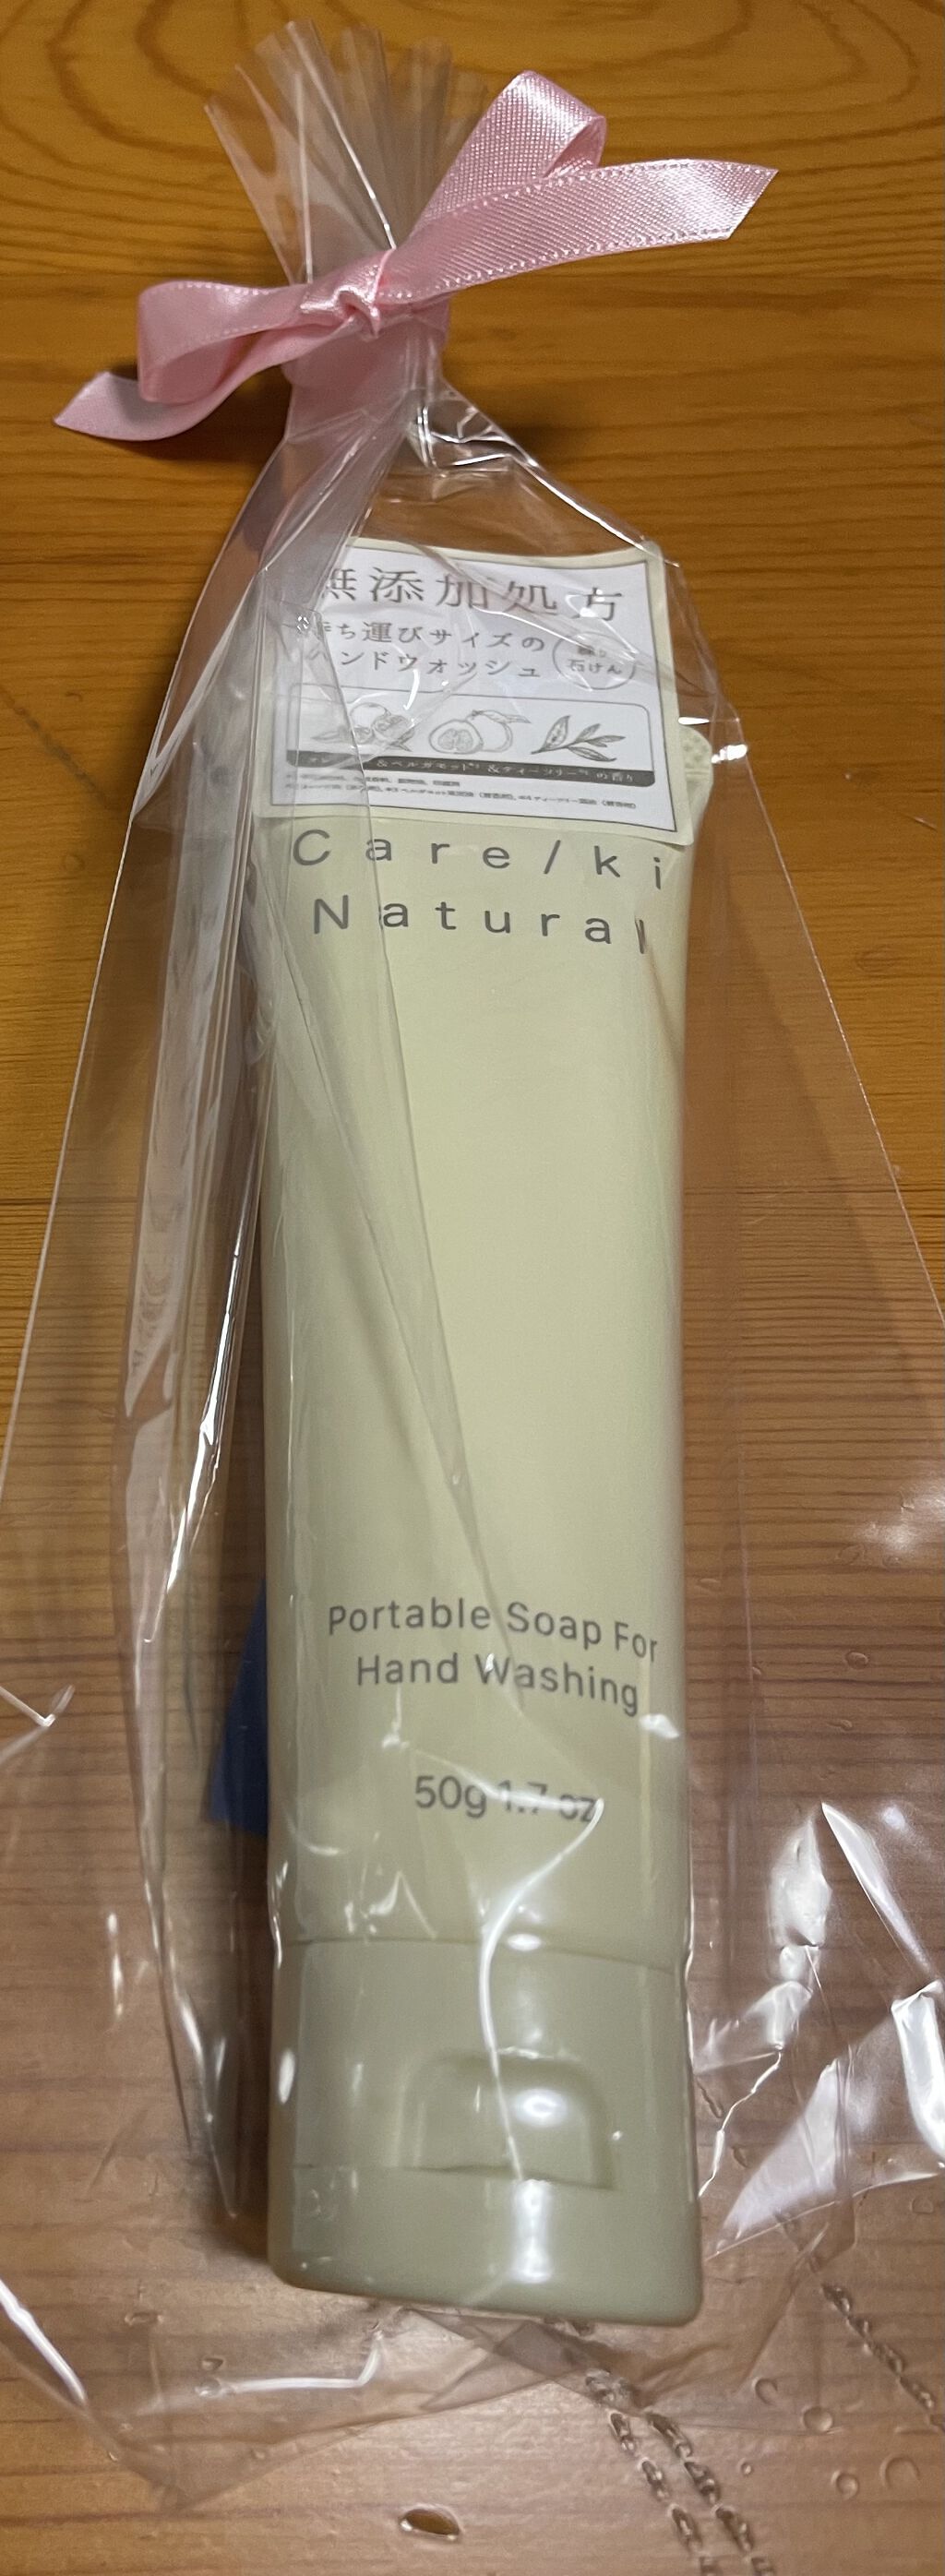 無添加処方
持ち運びサイズの
ハンドウォッシュ
練り
石けん
&ベルガモット &ティーツリー の香り
Care/ki
Natural
Portable Soap For
Hand Washing
50g 1.7 oz